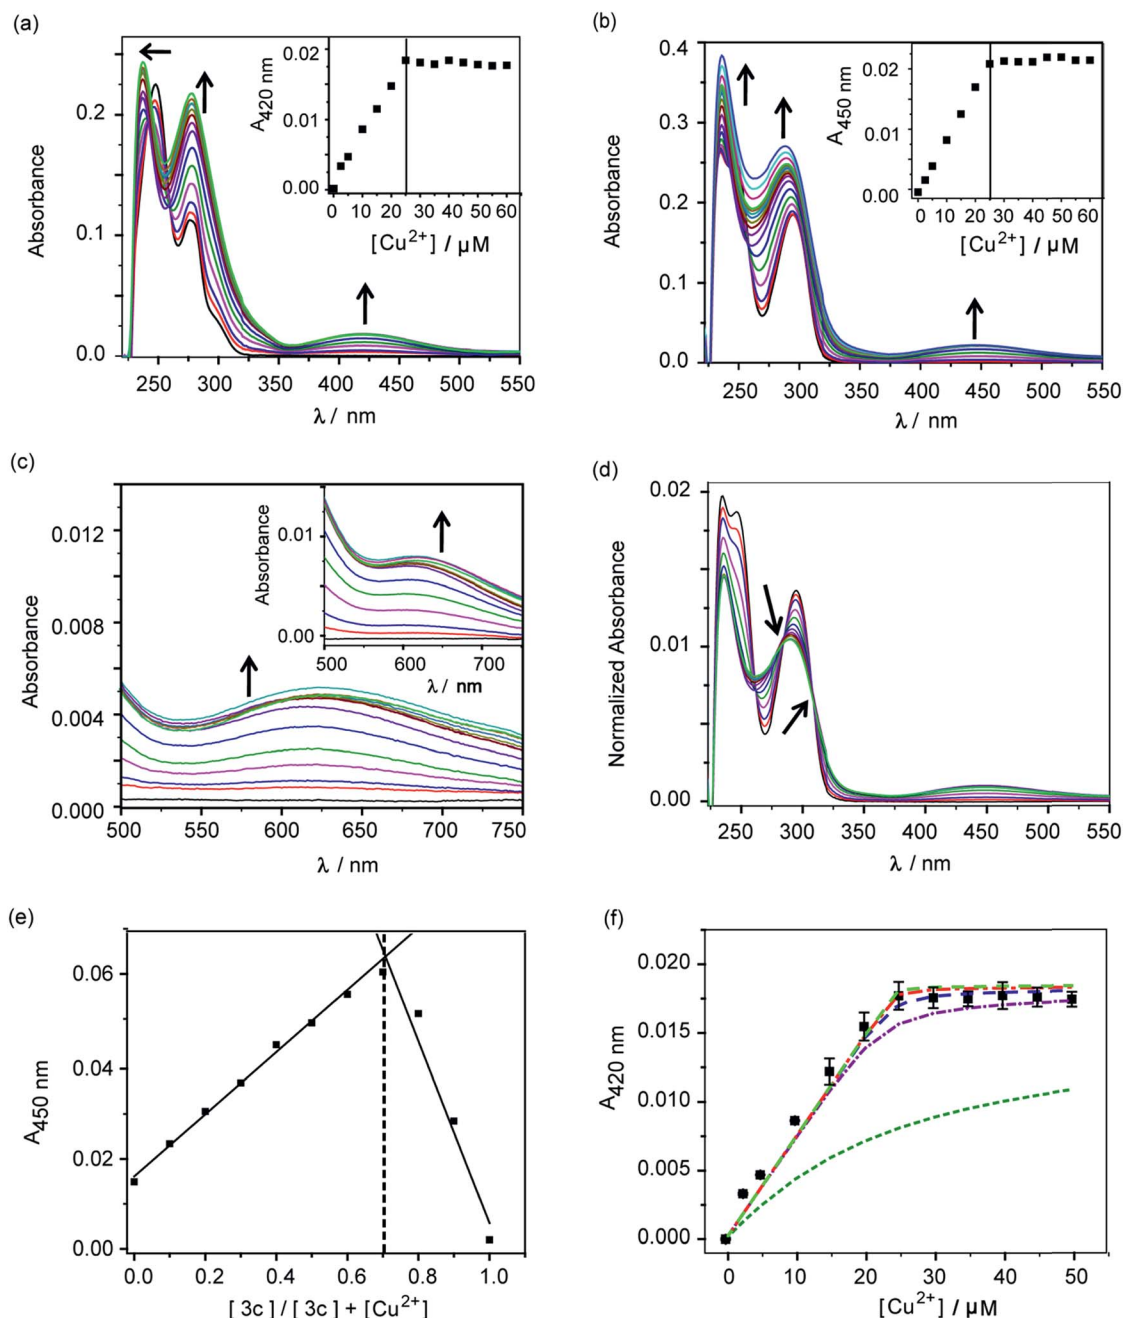 (a)
Absorbance
0.2
0.1
0.0
250 300 350 400 450 500 550
λ / nm
A420 nm
0.02
0.01
0.00
0 10 20 30 40 50 60
[Cu2+] / µM
(b)
Absorbance
0.4
0.3
0.2
0.1
0.0
250 300 350 400 450 500 550
λ / nm
A450 nm
0.02
0.01
0.00
0 10 20 30 40 50 60
[Cu2+] / µM
(c)
Absorbance
0.012
0.008
0.004
0.000
500 550 600 650 700 750
λ / nm
Absorbance
0.01
0.00
500 600 700
λ / nm
(d)
Normalized Absorbance
0.02
0.01
0.00
250 300 350 400 450 500 550
λ / nm
(e)
A450 nm
0.06
0.04
0.02
0.00
0.0 0.2 0.4 0.6 0.8 1.0
[ 3c ] / [ 3c ] + [Cu2+]
(f)
A420 nm
0.020
0.015
0.010
0.005
0.000
0 10 20 30 40 50
[Cu2+] / µM